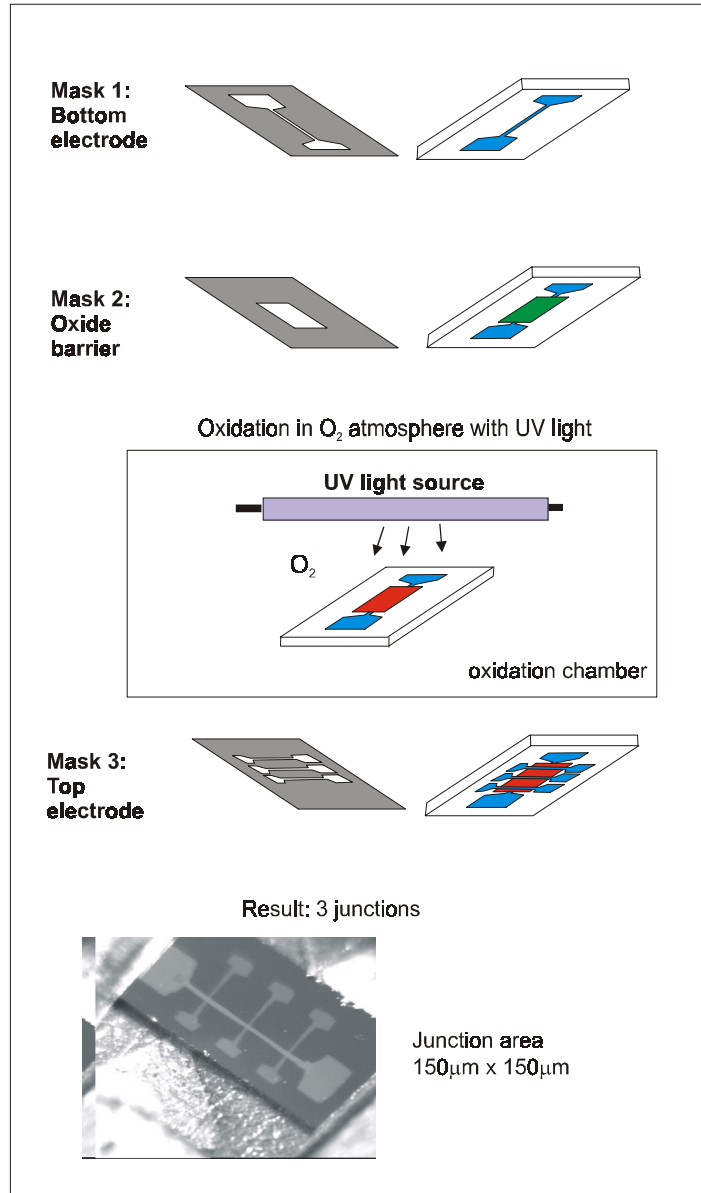 Mask 1:
Bottom
electrode
Mask 2:
Oxide
barrier
Oxidation in O₂ atmosphere with UV light
UV light source
O₂
oxidation chamber
Mask 3:
Top
electrode
Result: 3 junctions
Junction area
150µm x 150µm